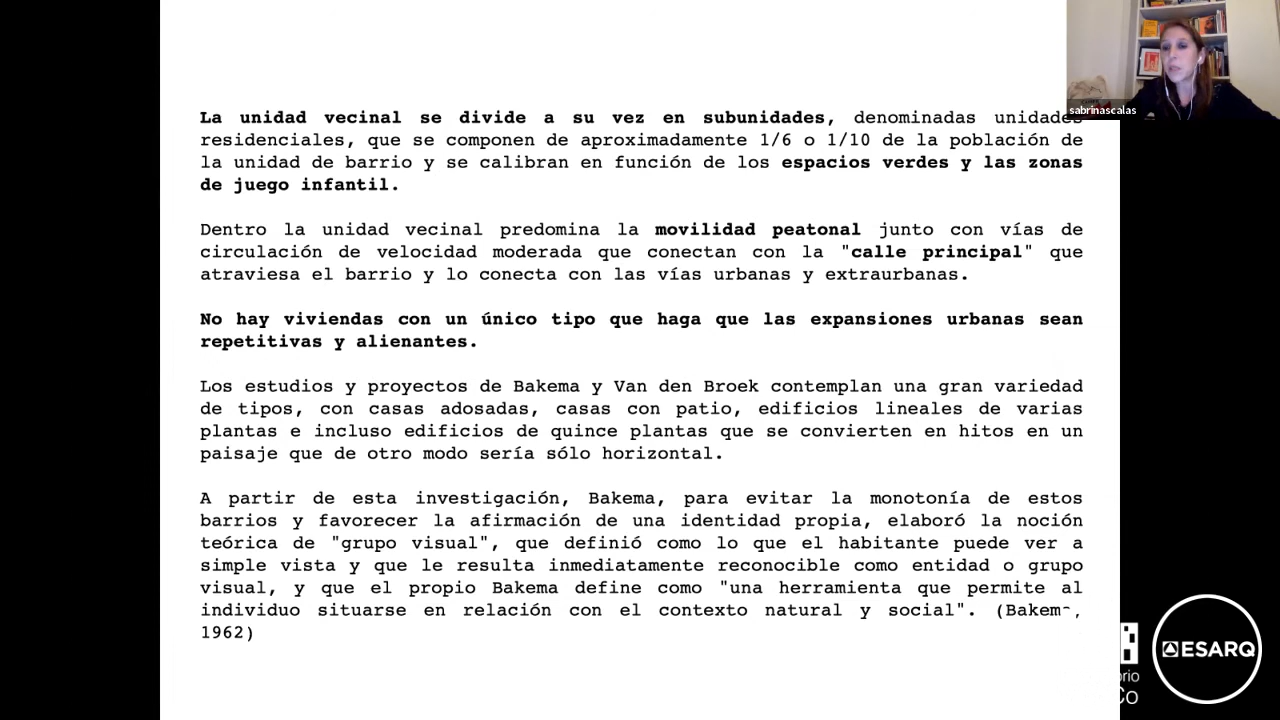 sabrinascalas
La unidad vecinal se divide a su vez en subunidades, denominadas unidades
residenciales, que se componen de aproximadamente 1/6 o 1/10 de la población de
la unidad de barrio y se calibran en función de los espacios verdes y las zonas
de juego infantil.
Dentro la unidad vecinal predomina la movilidad peatonal junto con vías de
circulación de velocidad moderada que conectan con la "calle principal" que
atraviesa el barrio y lo conecta con las vías urbanas y extraurbanas.
No hay viviendas con un único tipo que haga que las expansiones urbanas sean
repetitivas y alienantes.
Los estudios y proyectos de Bakema y Van den Broek contemplan una gran variedad
de tipos, con casas adosadas, casas con patio, edificios lineales de varias
plantas e incluso edificios de quince plantas que se convierten en hitos en un
paisaje que de otro modo sería sólo horizontal.
A partir de esta investigación, Bakema, para evitar la monotonía de estos
barrios y favorecer la afirmación de una identidad propia, elaboró la noción
teórica de "grupo visual", que definió como lo que el habitante puede ver a
simple vista y que le resulta inmediatamente reconocible como entidad o grupo
visual, y que el propio Bakema define como "una herramienta que permite al
individuo situarse en relación con el contexto natural y social". (Bakema,
1962)
ESARQ